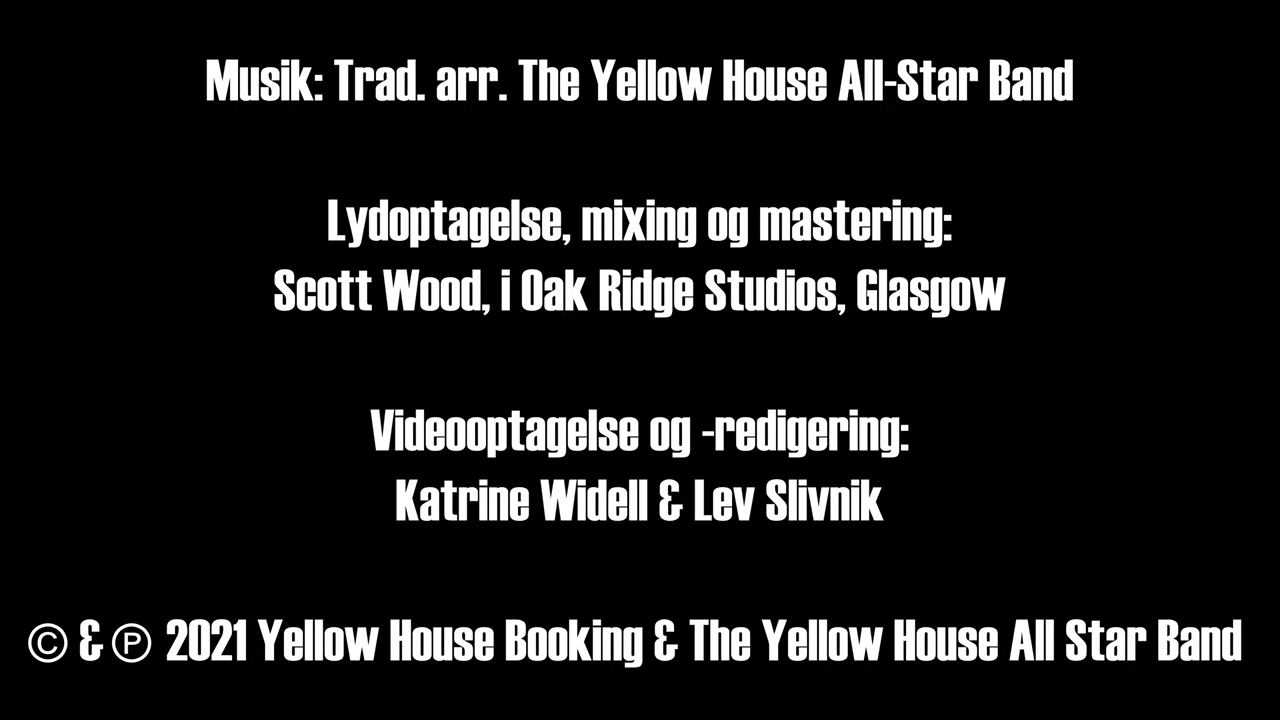 Musik: Trad. arr. The Yellow House All-Star Band
Lydoptagelse, mixing og mastering:
Scott Wood, i Oak Ridge Studios, Glasgow
Videooptagelse og -redigering:
Katrine Widell & Lev Slivnik
© & ℗ 2021 Yellow House Booking & The Yellow House All Star Band